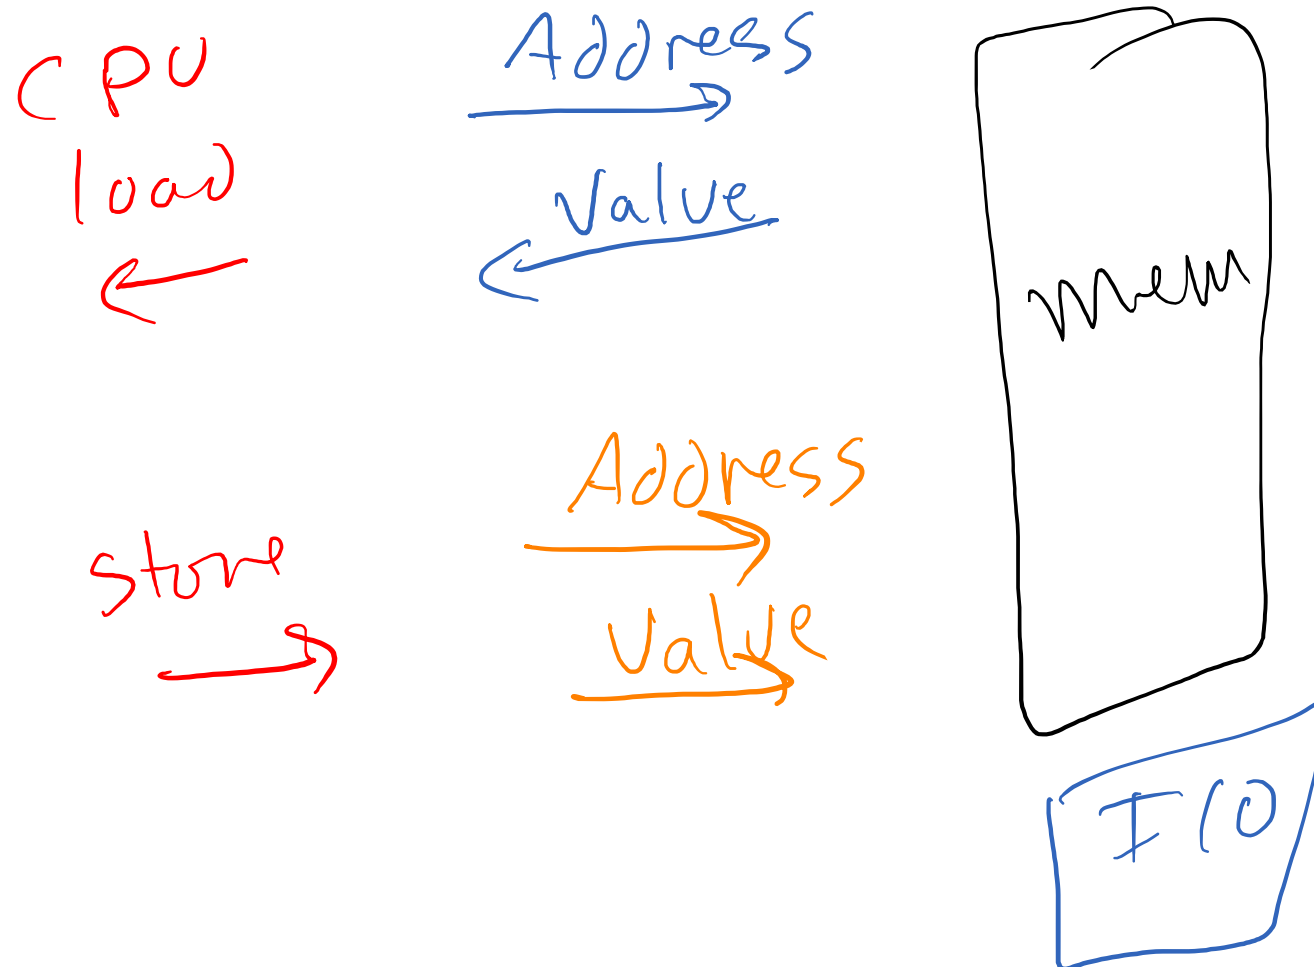 CPU
load
Address
Value
mem
store
Address
Value
I/O